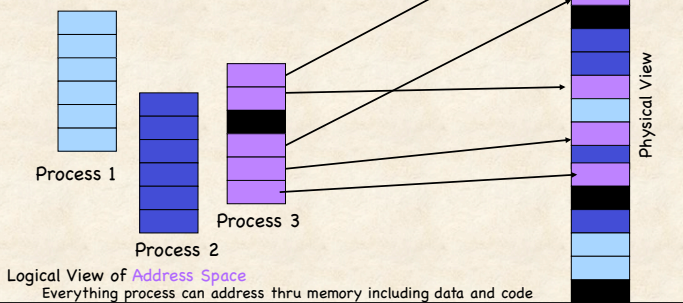 Process 1
Process 2
Process 3
Physical View
Logical View of Address Space
Everything process can address thru memory including data and code